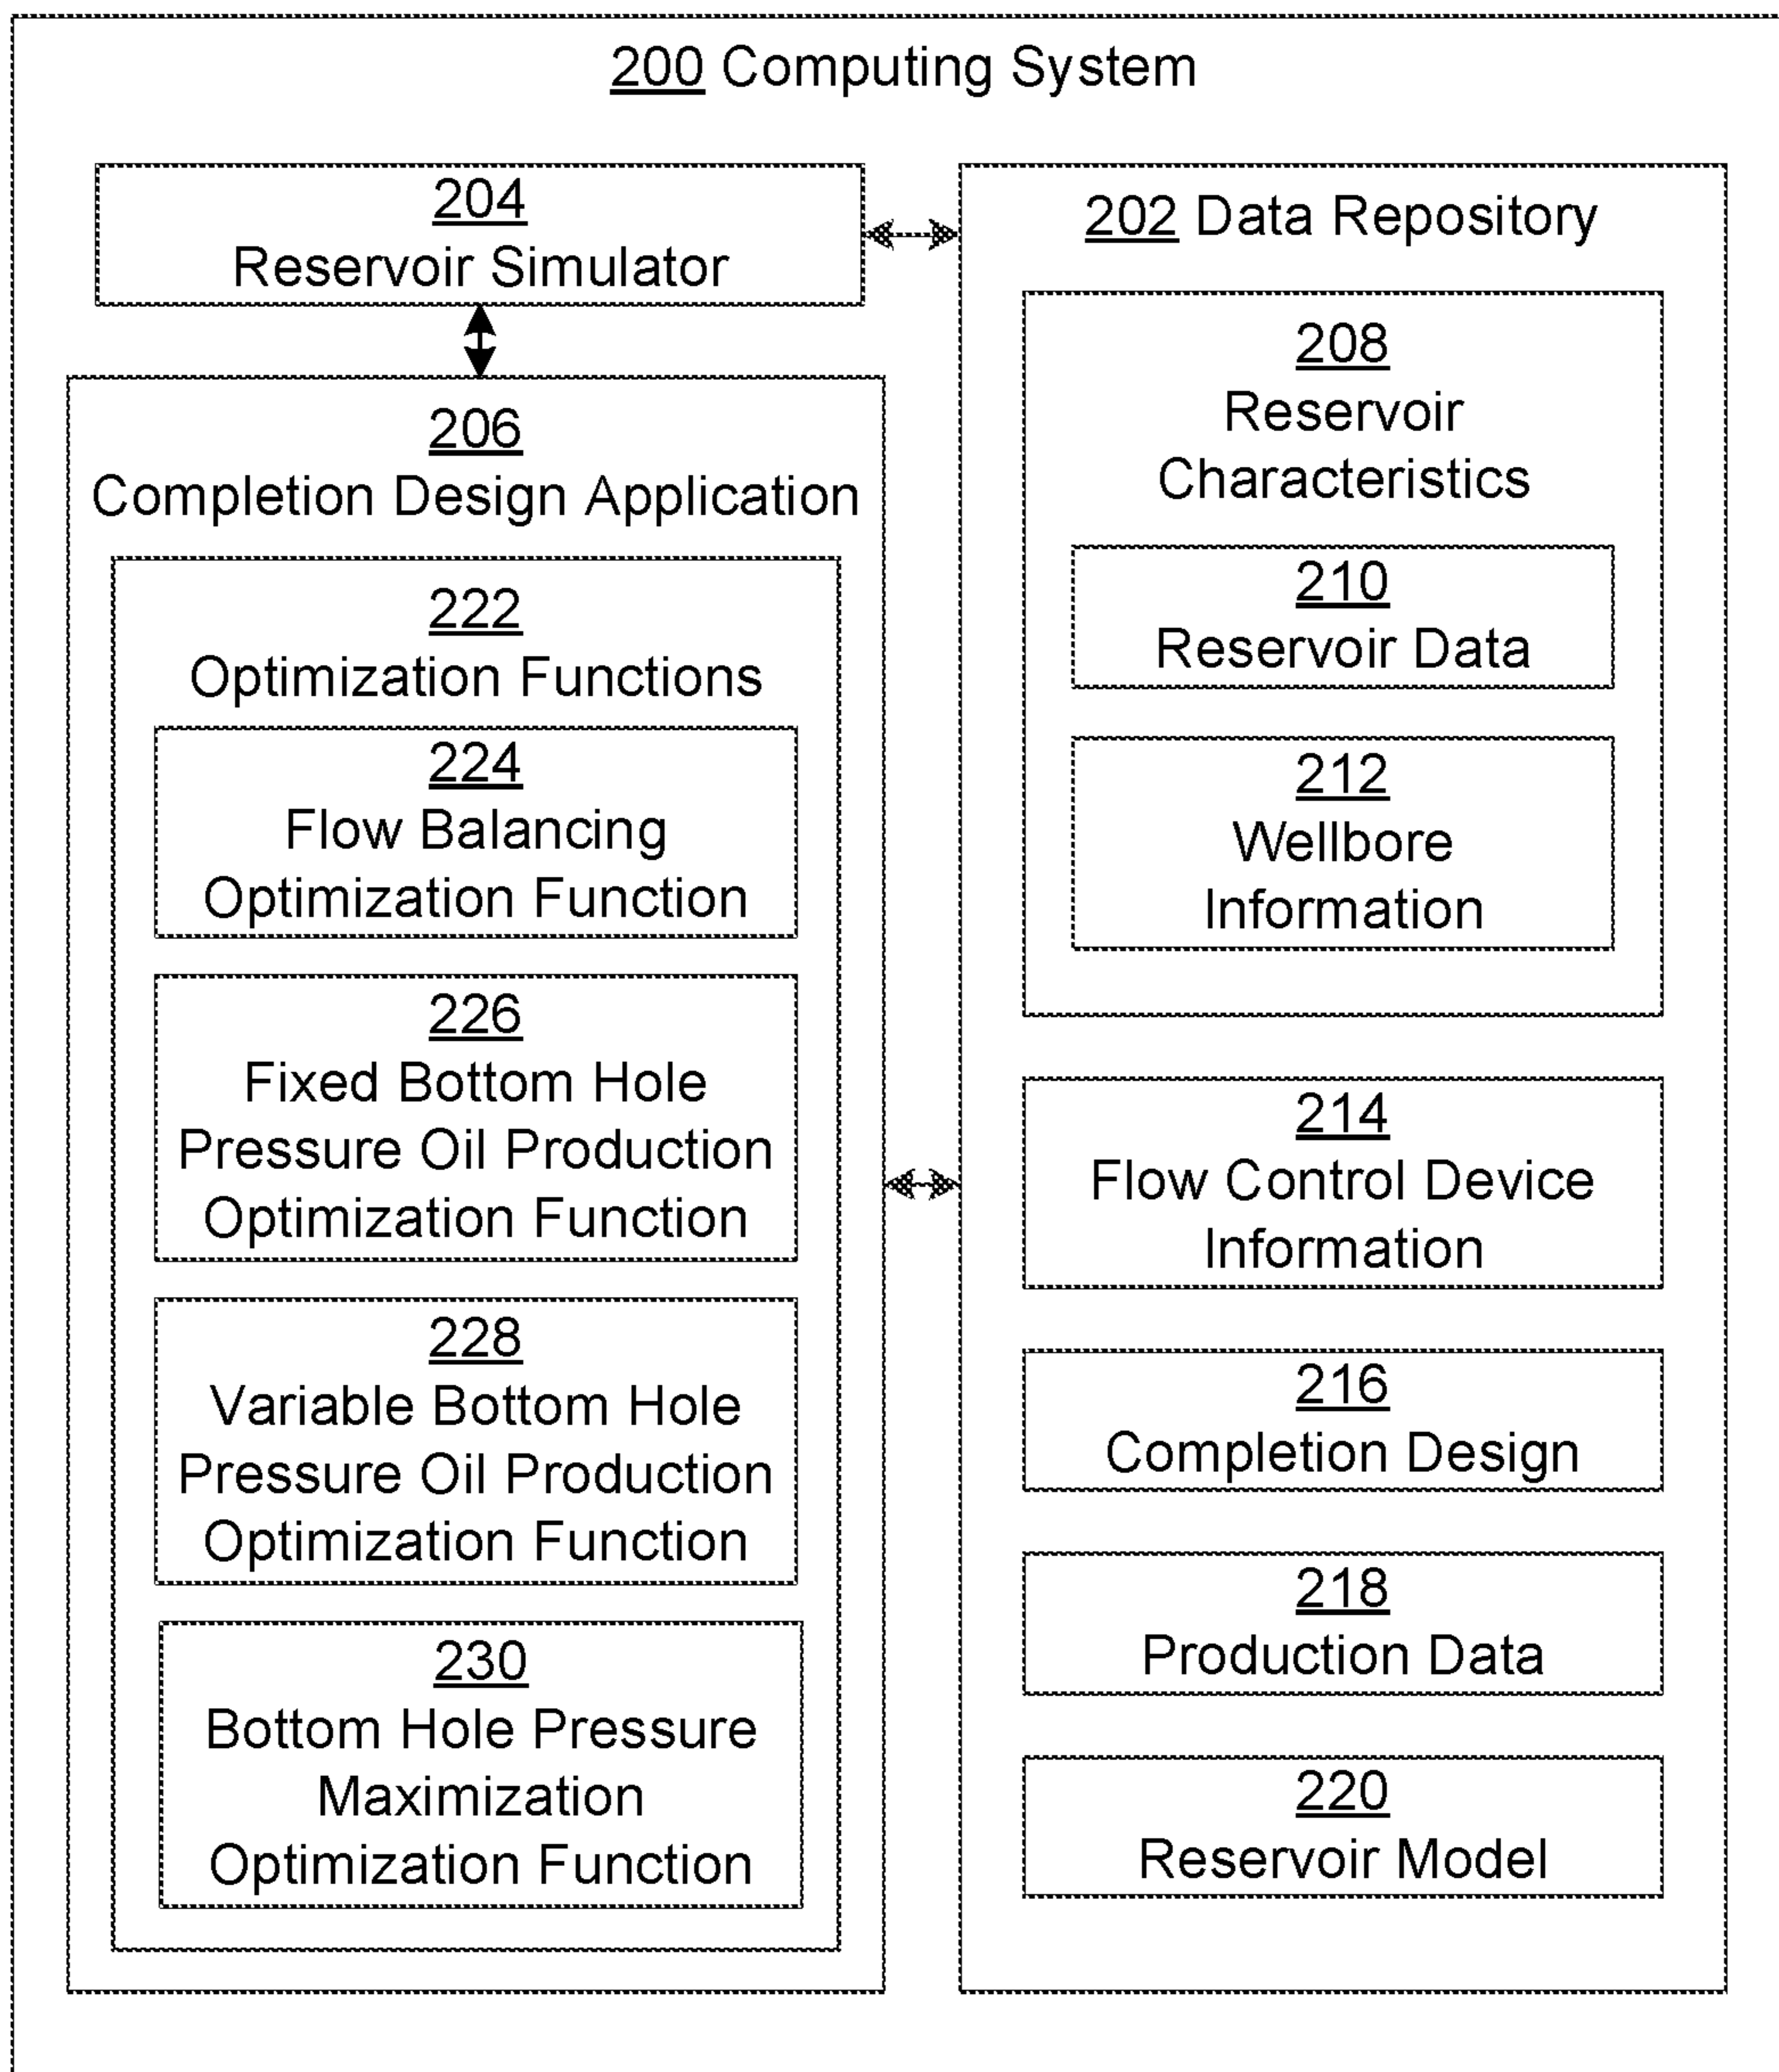 200 Computing System
204
Reservoir Simulator
206
Completion Design Application
222
Optimization Functions
224
Flow Balancing
Optimization Function
226
Fixed Bottom Hole
Pressure Oil Production
Optimization Function
228
Variable Bottom Hole
Pressure Oil Production
Optimization Function
230
Bottom Hole Pressure
Maximization
Optimization Function
202 Data Repository
208
Reservoir
Characteristics
210
Reservoir Data
212
Wellbore
Information
214
Flow Control Device
Information
216
Completion Design
218
Production Data
220
Reservoir Model